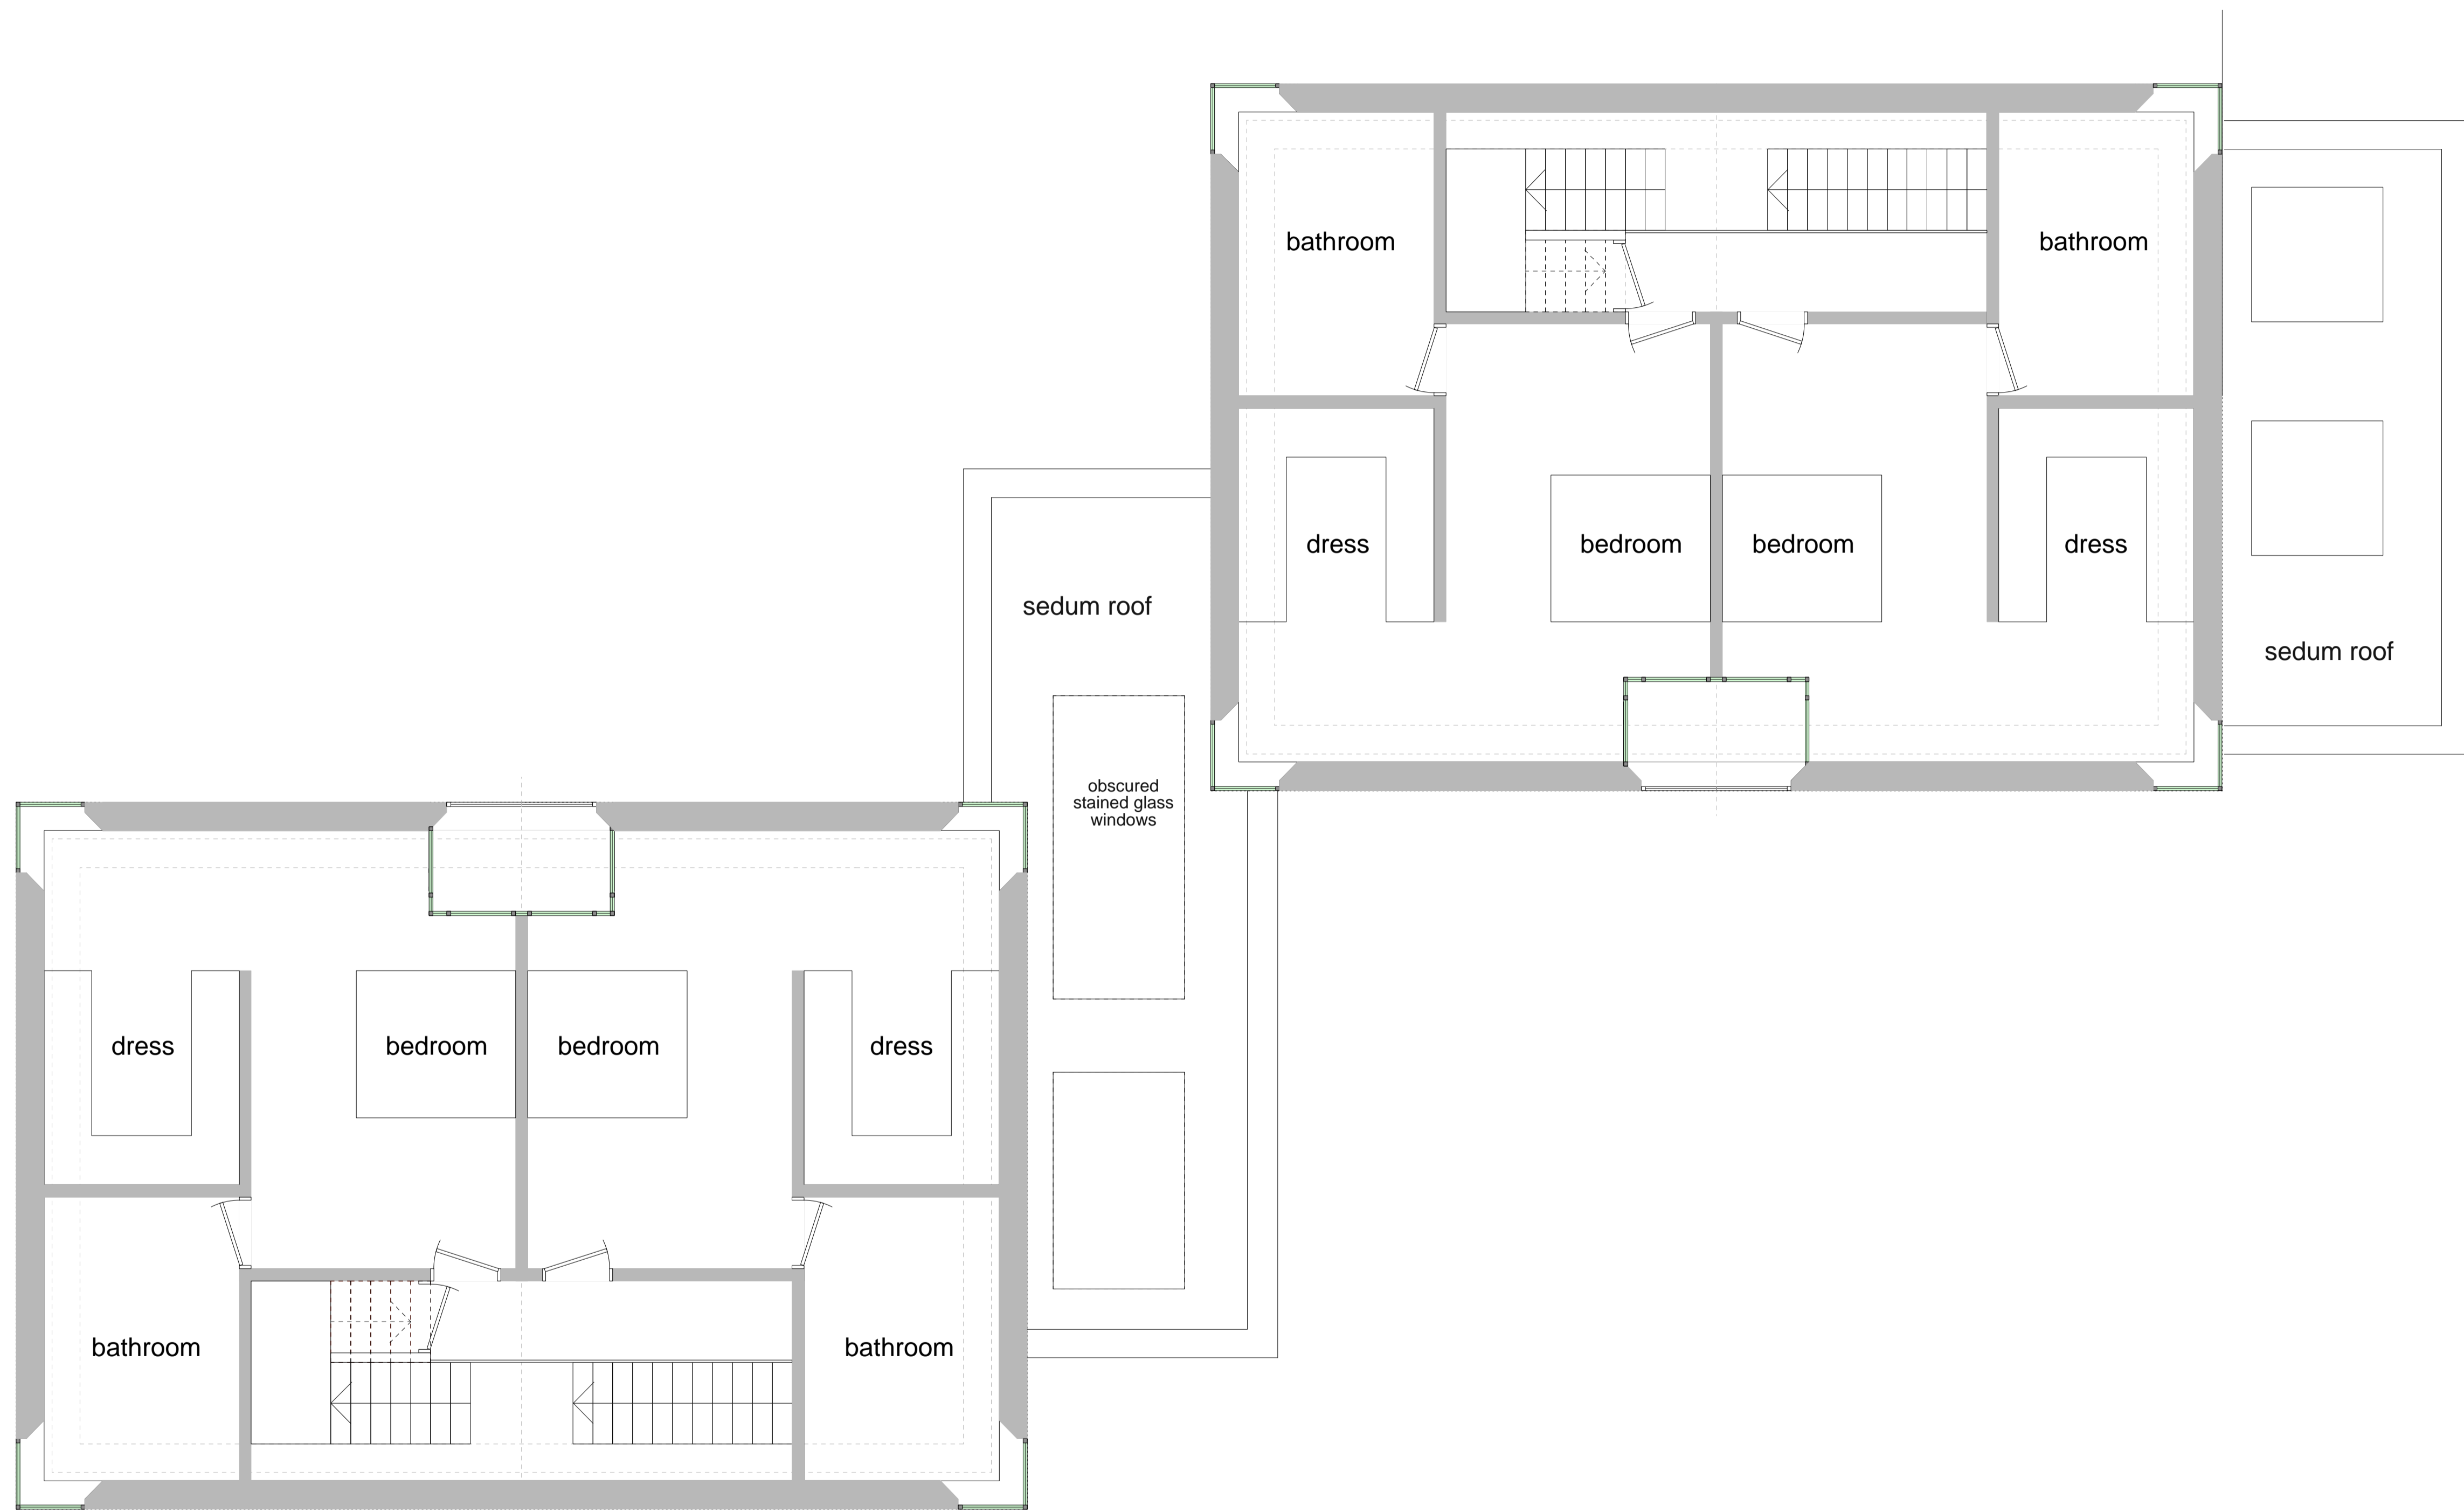 bathroom
bathroom
dress
bedroom
bedroom
dress
sedum roof
sedum roof
obscured
stained glass
windows
dress
bedroom
bedroom
dress
bathroom
bathroom